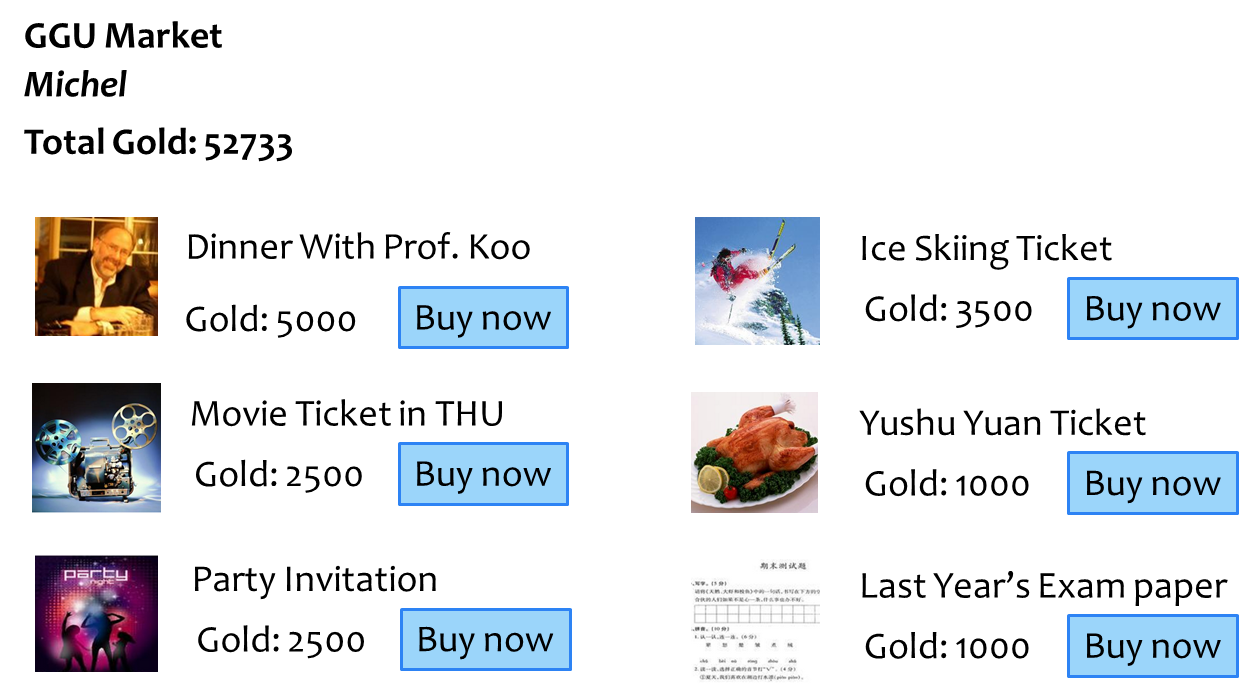 GGU Market
Michel
Total Gold: 52733
Dinner With Prof. Koo
Gold: 5000
Buy now
Ice Skiing Ticket
Gold: 3500
Buy now
Movie Ticket in THU
Gold: 2500
Buy now
Yushu Yuan Ticket
Gold: 1000
Buy now
party
night
Party Invitation
Gold: 2500
Buy now
期末测试题
Last Year’s Exam paper
Gold: 1000
Buy now